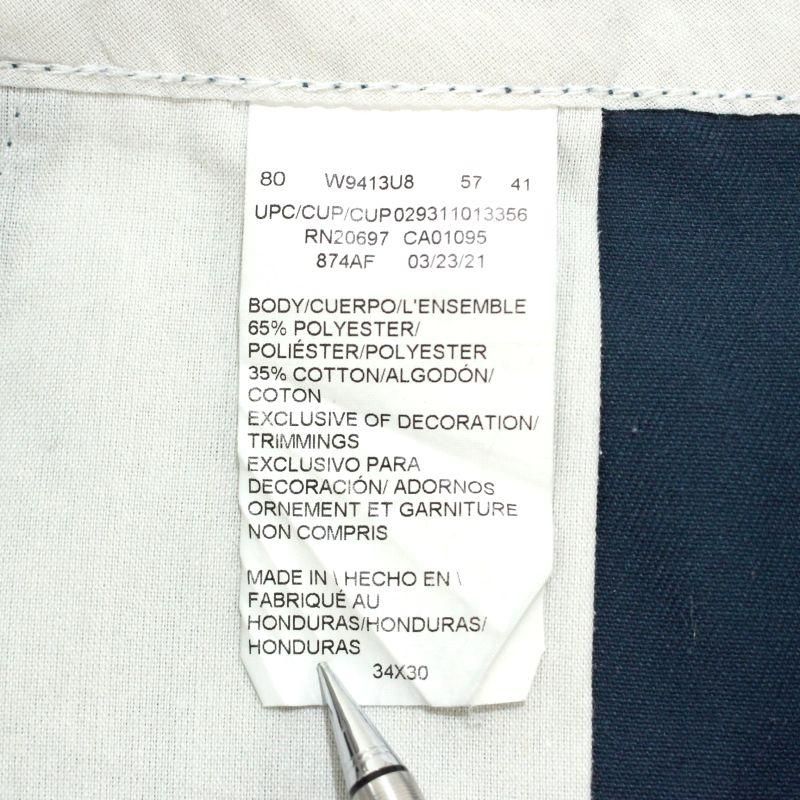 80 W9413U8 57 41
UPC/CUP/CUP029311013356
RN20697 CA01095
874AF 03/23/21
BODY/CUERPO/L'ENSEMBLE
65% POLYESTER/
POLIÉSTER/POLYESTER
35% COTTON/ALGODÓN/
COTON
EXCLUSIVE OF DECORATION/
TRIMMINGS
EXCLUSIVO PARA
DECORACIÓN/ ADORNOS
ORNEMENT ET GARNITURE
NON COMPRIS
MADE IN \ HECHO EN \
FABRIQUÉ AU
HONDURAS/HONDURAS/
HONDURAS
34X30